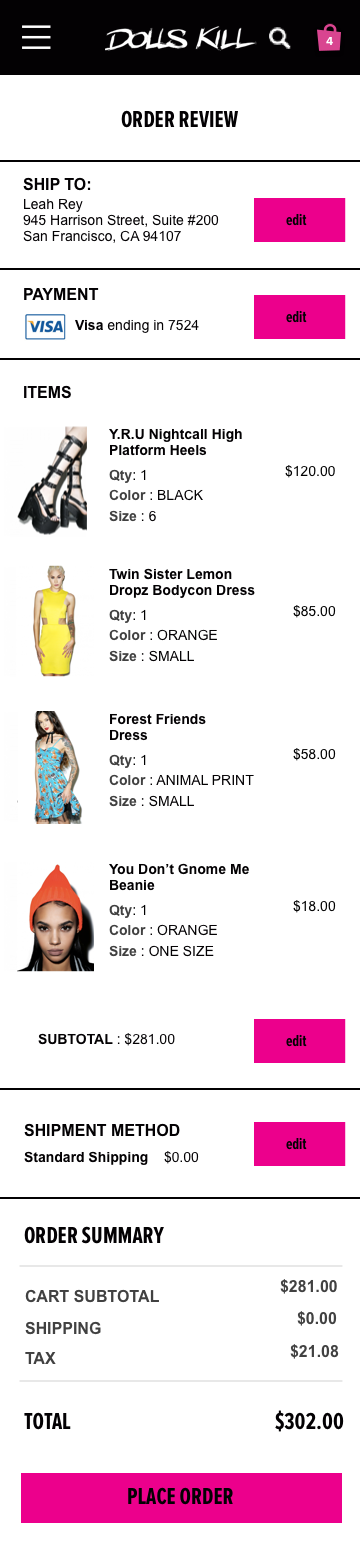 DOLLS KILL
4
ORDER REVIEW
SHIP TO:
Leah Rey
945 Harrison Street, Suite #200
San Francisco, CA 94107
edit
PAYMENT
VISA Visa ending in 7524
edit
ITEMS
Y.R.U Nightcall High
Platform Heels
Qty: 1
Color : BLACK
Size : 6
$120.00
Twin Sister Lemon
Dropz Bodycon Dress
Qty: 1
Color : ORANGE
Size : SMALL
$85.00
Forest Friends
Dress
Qty: 1
Color : ANIMAL PRINT
Size : SMALL
$58.00
You Don’t Gnome Me
Beanie
Qty: 1
Color : ORANGE
Size : ONE SIZE
$18.00
SUBTOTAL : $281.00
edit
SHIPMENT METHOD
Standard Shipping $0.00
edit
ORDER SUMMARY
CART SUBTOTAL $281.00
SHIPPING $0.00
TAX $21.08
TOTAL $302.00
PLACE ORDER